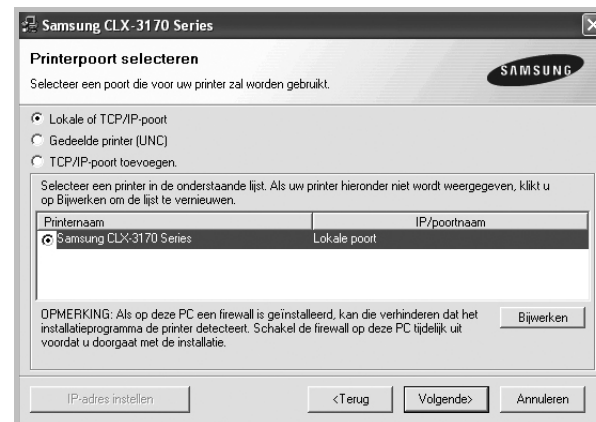 Samsung CLX-3170 Series
Printerpoort selecteren
Selecteer een poort die voor uw printer zal worden gebruikt.
SAMSUNG
Lokale of TCP/IP-poort
Gedeelde printer (UNC)
TCP/IP-poort toevoegen.
Selecteer een printer in de onderstaande lijst. Als uw printer hieronder niet wordt weergegeven, klikt u
op Bijwerken om de lijst te vernieuwen.
Printernaam IP/poortnaam
Samsung CLX-3170 Series Lokale poort
OPMERKING: Als op deze PC een firewall is geïnstalleerd, kan die verhinderen dat het
installatieprogramma de printer detecteert. Schakel de firewall op deze PC tijdelijk uit
voordat u doorgaat met de installatie.
Bijwerken
IP-adres instellen <Terug Volgende> Annuleren